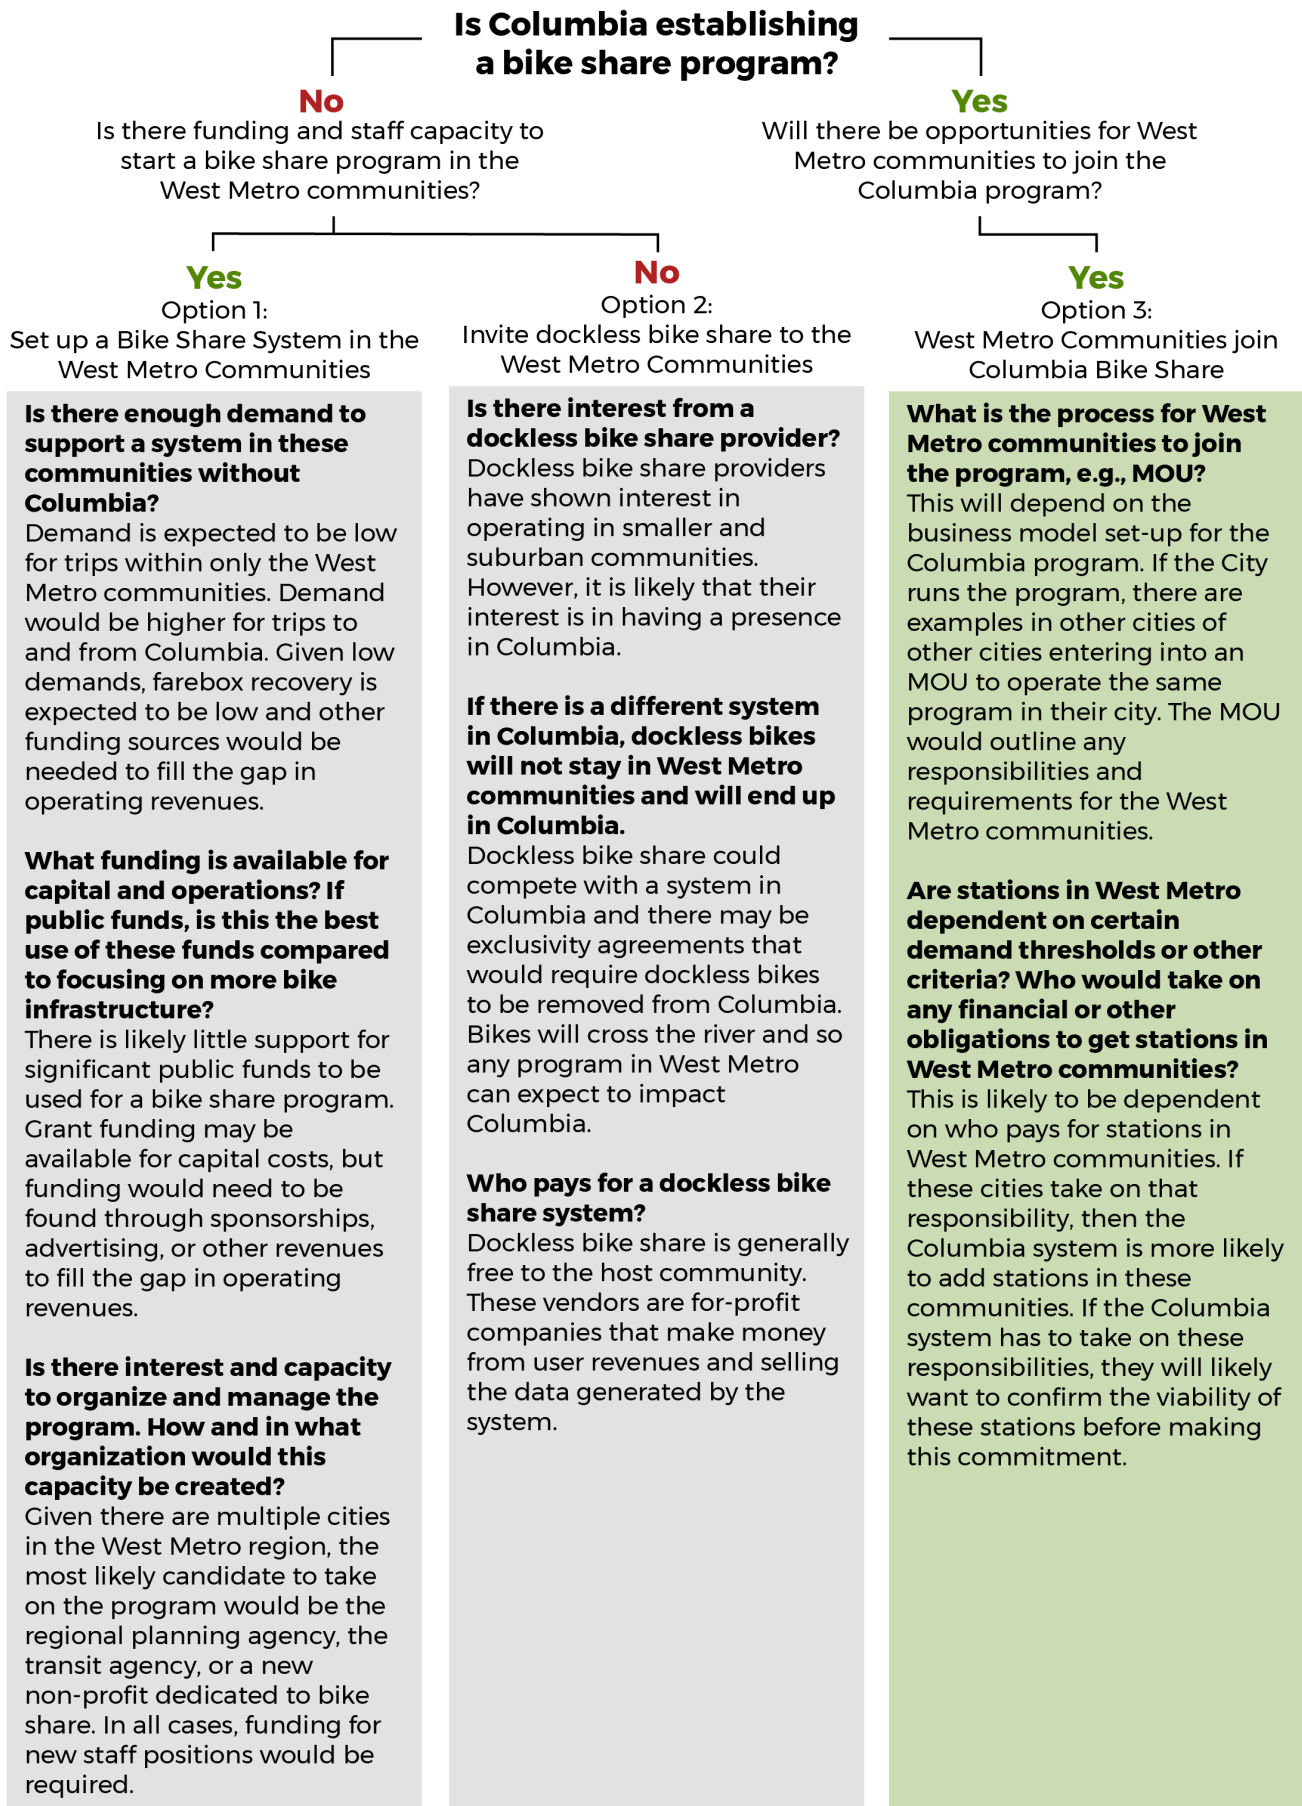 Is Columbia establishing
a bike share program?
No
Is there funding and staff capacity to
start a bike share program in the
West Metro communities?
Yes
Will there be opportunities for West
Metro communities to join the
Columbia program?
Yes
Option 1:
Set up a Bike Share System in the
West Metro Communities
No
Option 2:
Invite dockless bike share to the
West Metro Communities
Yes
Option 3:
West Metro Communities join
Columbia Bike Share
Is there enough demand to
support a system in these
communities without
Columbia?
Demand is expected to be low
for trips within only the West
Metro communities. Demand
would be higher for trips to
and from Columbia. Given low
demands, farebox recovery is
expected to be low and other
funding sources would be
needed to fill the gap in
operating revenues.
What funding is available for
capital and operations? If
public funds, is this the best
use of these funds compared
to focusing on more bike
infrastructure?
There is likely little support for
significant public funds to be
used for a bike share program.
Grant funding may be
available for capital costs, but
funding would need to be
found through sponsorships,
advertising, or other revenues
to fill the gap in operating
revenues.
Is there interest and capacity
to organize and manage the
program. How and in what
organization would this
capacity be created?
Given there are multiple cities
in the West Metro region, the
most likely candidate to take
on the program would be the
regional planning agency, the
transit agency, or a new
non-profit dedicated to bike
share. In all cases, funding for
new staff positions would be
required.
Is there interest from a
dockless bike share provider?
Dockless bike share providers
have shown interest in
operating in smaller and
suburban communities.
However, it is likely that their
interest is in having a presence
in Columbia.
If there is a different system
in Columbia, dockless bikes
will not stay in West Metro
communities and will end up
in Columbia.
Dockless bike share could
compete with a system in
Columbia and there may be
exclusivity agreements that
would require dockless bikes
to be removed from Columbia.
Bikes will cross the river and so
any program in West Metro
can expect to impact
Columbia.
Who pays for a dockless bike
share system?
Dockless bike share is generally
free to the host community.
These vendors are for-profit
companies that make money
from user revenues and selling
the data generated by the
system.
What is the process for West
Metro communities to join
the program, e.g., MOU?
This will depend on the
business model set-up for the
Columbia program. If the City
runs the program, there are
examples in other cities of
other cities entering into an
MOU to operate the same
program in their city. The MOU
would outline any
responsibilities and
requirements for the West
Metro communities.
Are stations in West Metro
dependent on certain
demand thresholds or other
criteria? Who would take on
any financial or other
obligations to get stations in
West Metro communities?
This is likely to be dependent
on who pays for stations in
West Metro communities. If
these cities take on that
responsibility, then the
Columbia system is more likely
to add stations in these
communities. If the Columbia
system has to take on these
responsibilities, they will likely
want to confirm the viability of
these stations before making
this commitment.